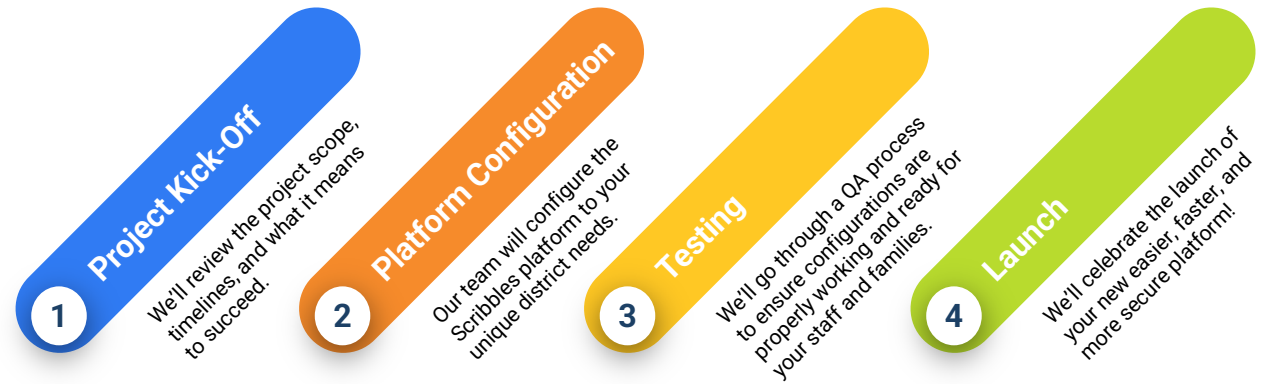 1
Project Kick-Off
We'll review the project scope,
timelines, and what it means
to succeed.
2
Platform Configuration
Our team will configure the
Scribbles platform to your
unique district needs.
3
Testing
We'll go through a QA process
to ensure configurations are
properly working and ready for
your staff and families.
4
Launch
We'll celebrate the launch of
your new easier, faster, and
more secure platform!